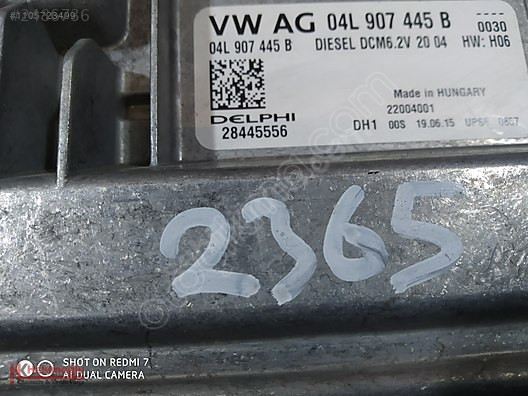 VW AG 04L 907 445 B 0030
04L 907 445 B DIESEL DCM6.2V 20 04 HW: H06
Made in HUNGARY
22004001
DELPHI
28445556
DH1 00S 19.06.15
2365
SHOT ON REDMI 7
AI DUAL CAMERA